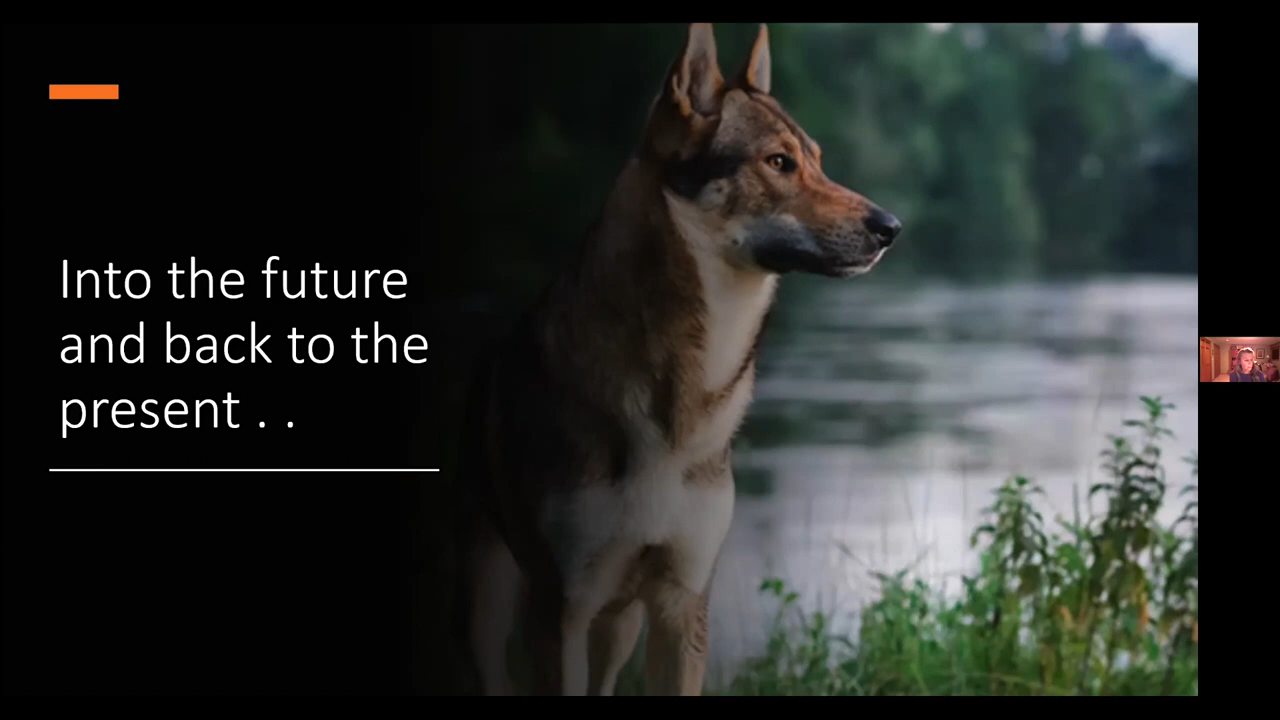 Into the future
and back to the
present . .